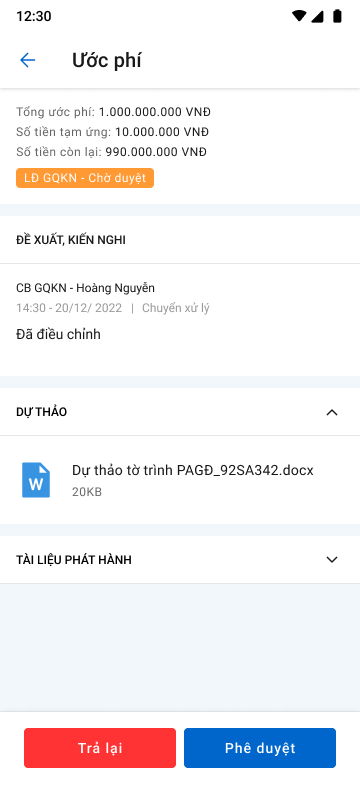 12:30
Ước phí
Tổng ước phí: 1.000.000.000 VNĐ
Số tiền tạm ứng: 10.000.000 VNĐ
Số tiền còn lại: 990.000.000 VNĐ
LĐ GQKN - Chờ duyệt
ĐỀ XUẤT, KIẾN NGHI
CB GQKN - Hoàng Nguyễn
14:30 - 20/12/ 2022 | Chuyển xử lý
Đã điều chỉnh
DỰ THẢO
W
Dự thảo tờ trình PAGĐ_92SA342.docx
20KB
TÀI LIỆU PHÁT HÀNH
Trả lại
Phê duyệt